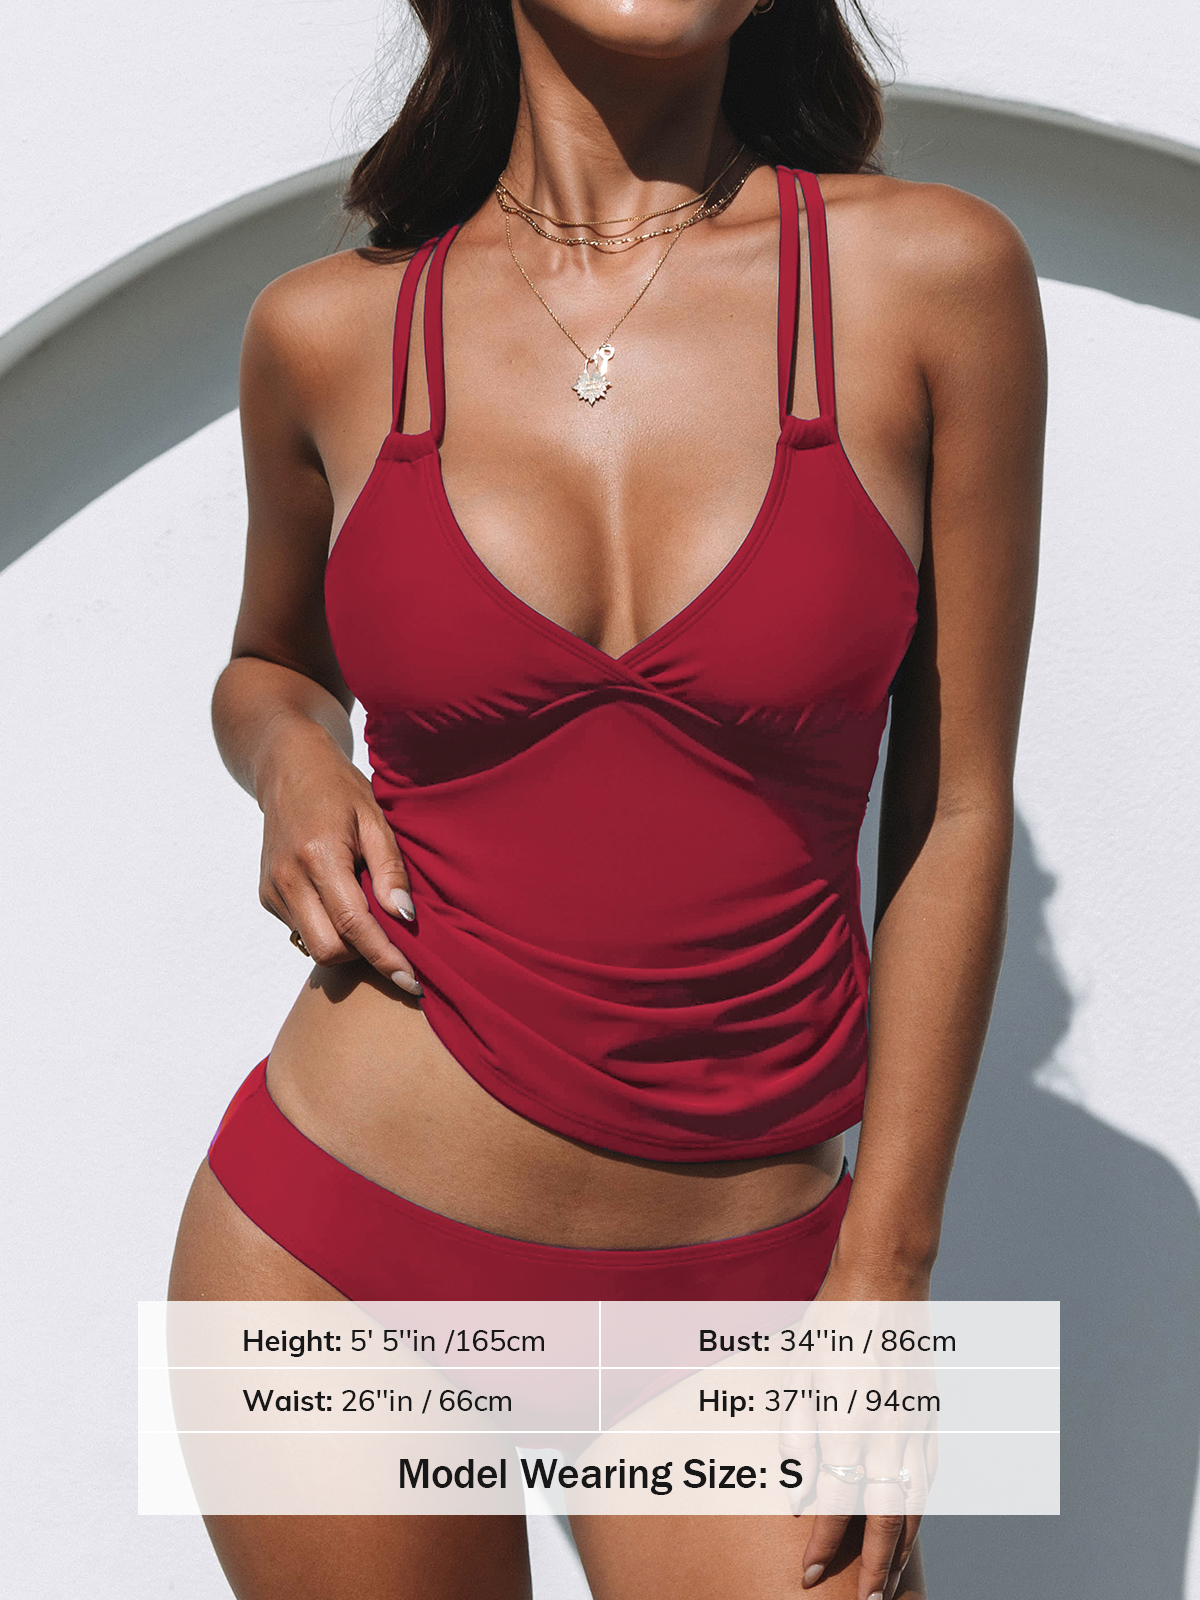 Height: 5' 5''in /165cm
Bust: 34''in / 86cm
Waist: 26''in / 66cm
Hip: 37''in / 94cm
Model Wearing Size: S